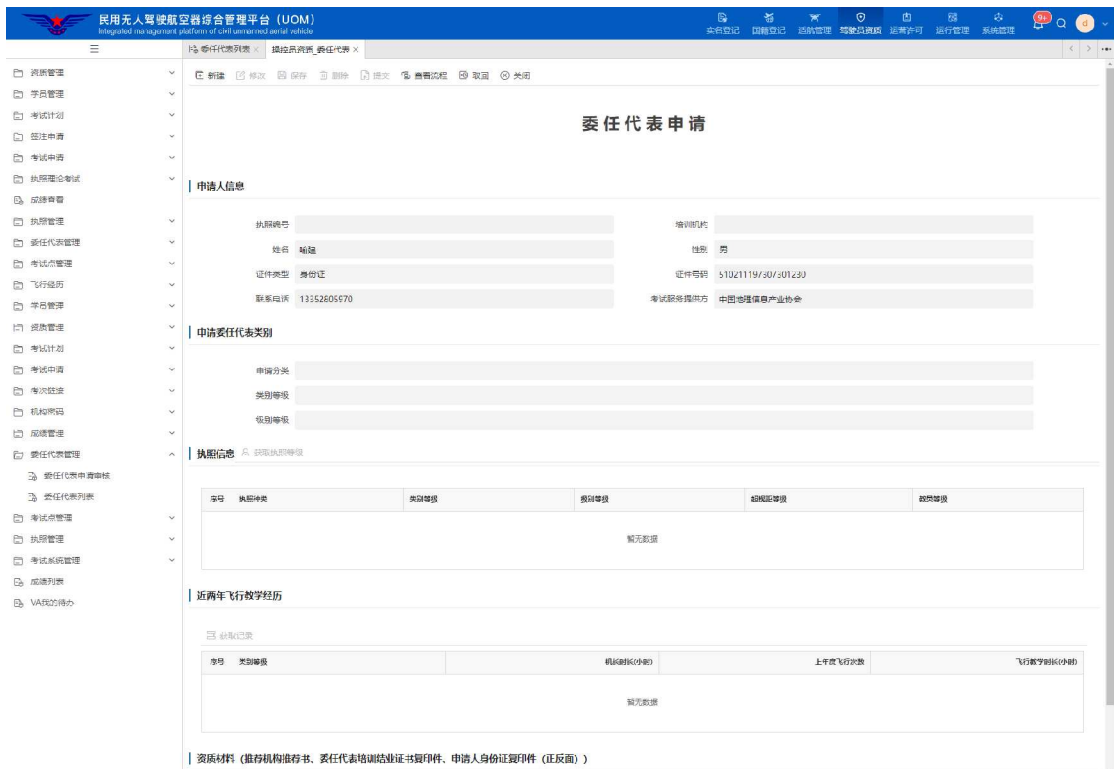 民用无人驾驶航空器综合管理平台（UOM）
Integrated management platform of civil unmanned aerial vehicle
实名登记 国籍登记 适航管理 驾驶员资质 运营许可 运行管理 系统管理 9+ d
委任代表列表 × 操控员资质_委任代表 ×
新建 修改 保存 删除 提交 查看流程 取回 关闭
资质管理
学员管理
考试计划
签注申请
考试申请
执照理论考试
成绩查看
执照管理
委任代表管理
考试点管理
飞行经历
学员管理
资质管理
考试计划
考试申请
考次链接
机构密码
成绩管理
委任代表管理
委任代表申请审核
委任代表列表
考试点管理
执照管理
考试系统管理
成绩列表
VA我的待办
委任代表申请
申请人信息
执照编号 培训机构
姓名 喻强 性别 男
证件类型 身份证 证件号码 510211197307301230
联系电话 13352805970 考试服务提供方 中国地理信息产业协会
申请委任代表类别
申请分类
类别等级
级别等级
执照信息 获取执照等级
序号 执照种类 类别等级 级别等级 超视距等级 教员等级
暂无数据
近两年飞行教学经历
获取记录
序号 类别等级 机长时长(小时) 上年度飞行次数 飞行教学时长(小时)
暂无数据
资质材料（推荐机构推荐书、委任代表培训结业证书复印件、申请人身份证复印件（正反面））